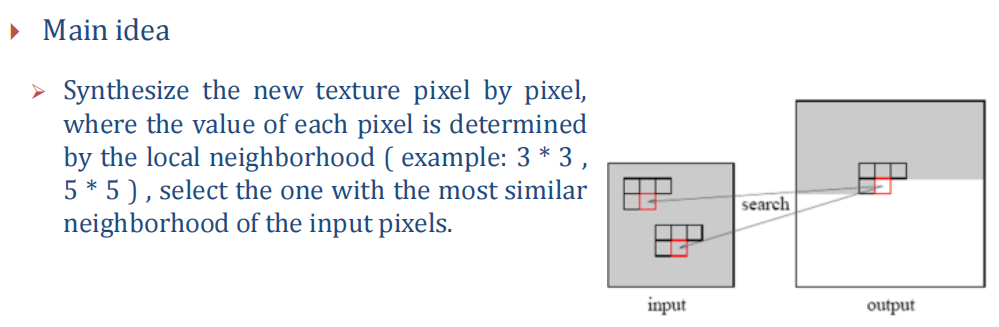 Main idea
Synthesize the new texture pixel by pixel,
where the value of each pixel is determined
by the local neighborhood ( example: 3 * 3 ,
5 * 5 ) , select the one with the most similar
neighborhood of the input pixels.
search
input
output